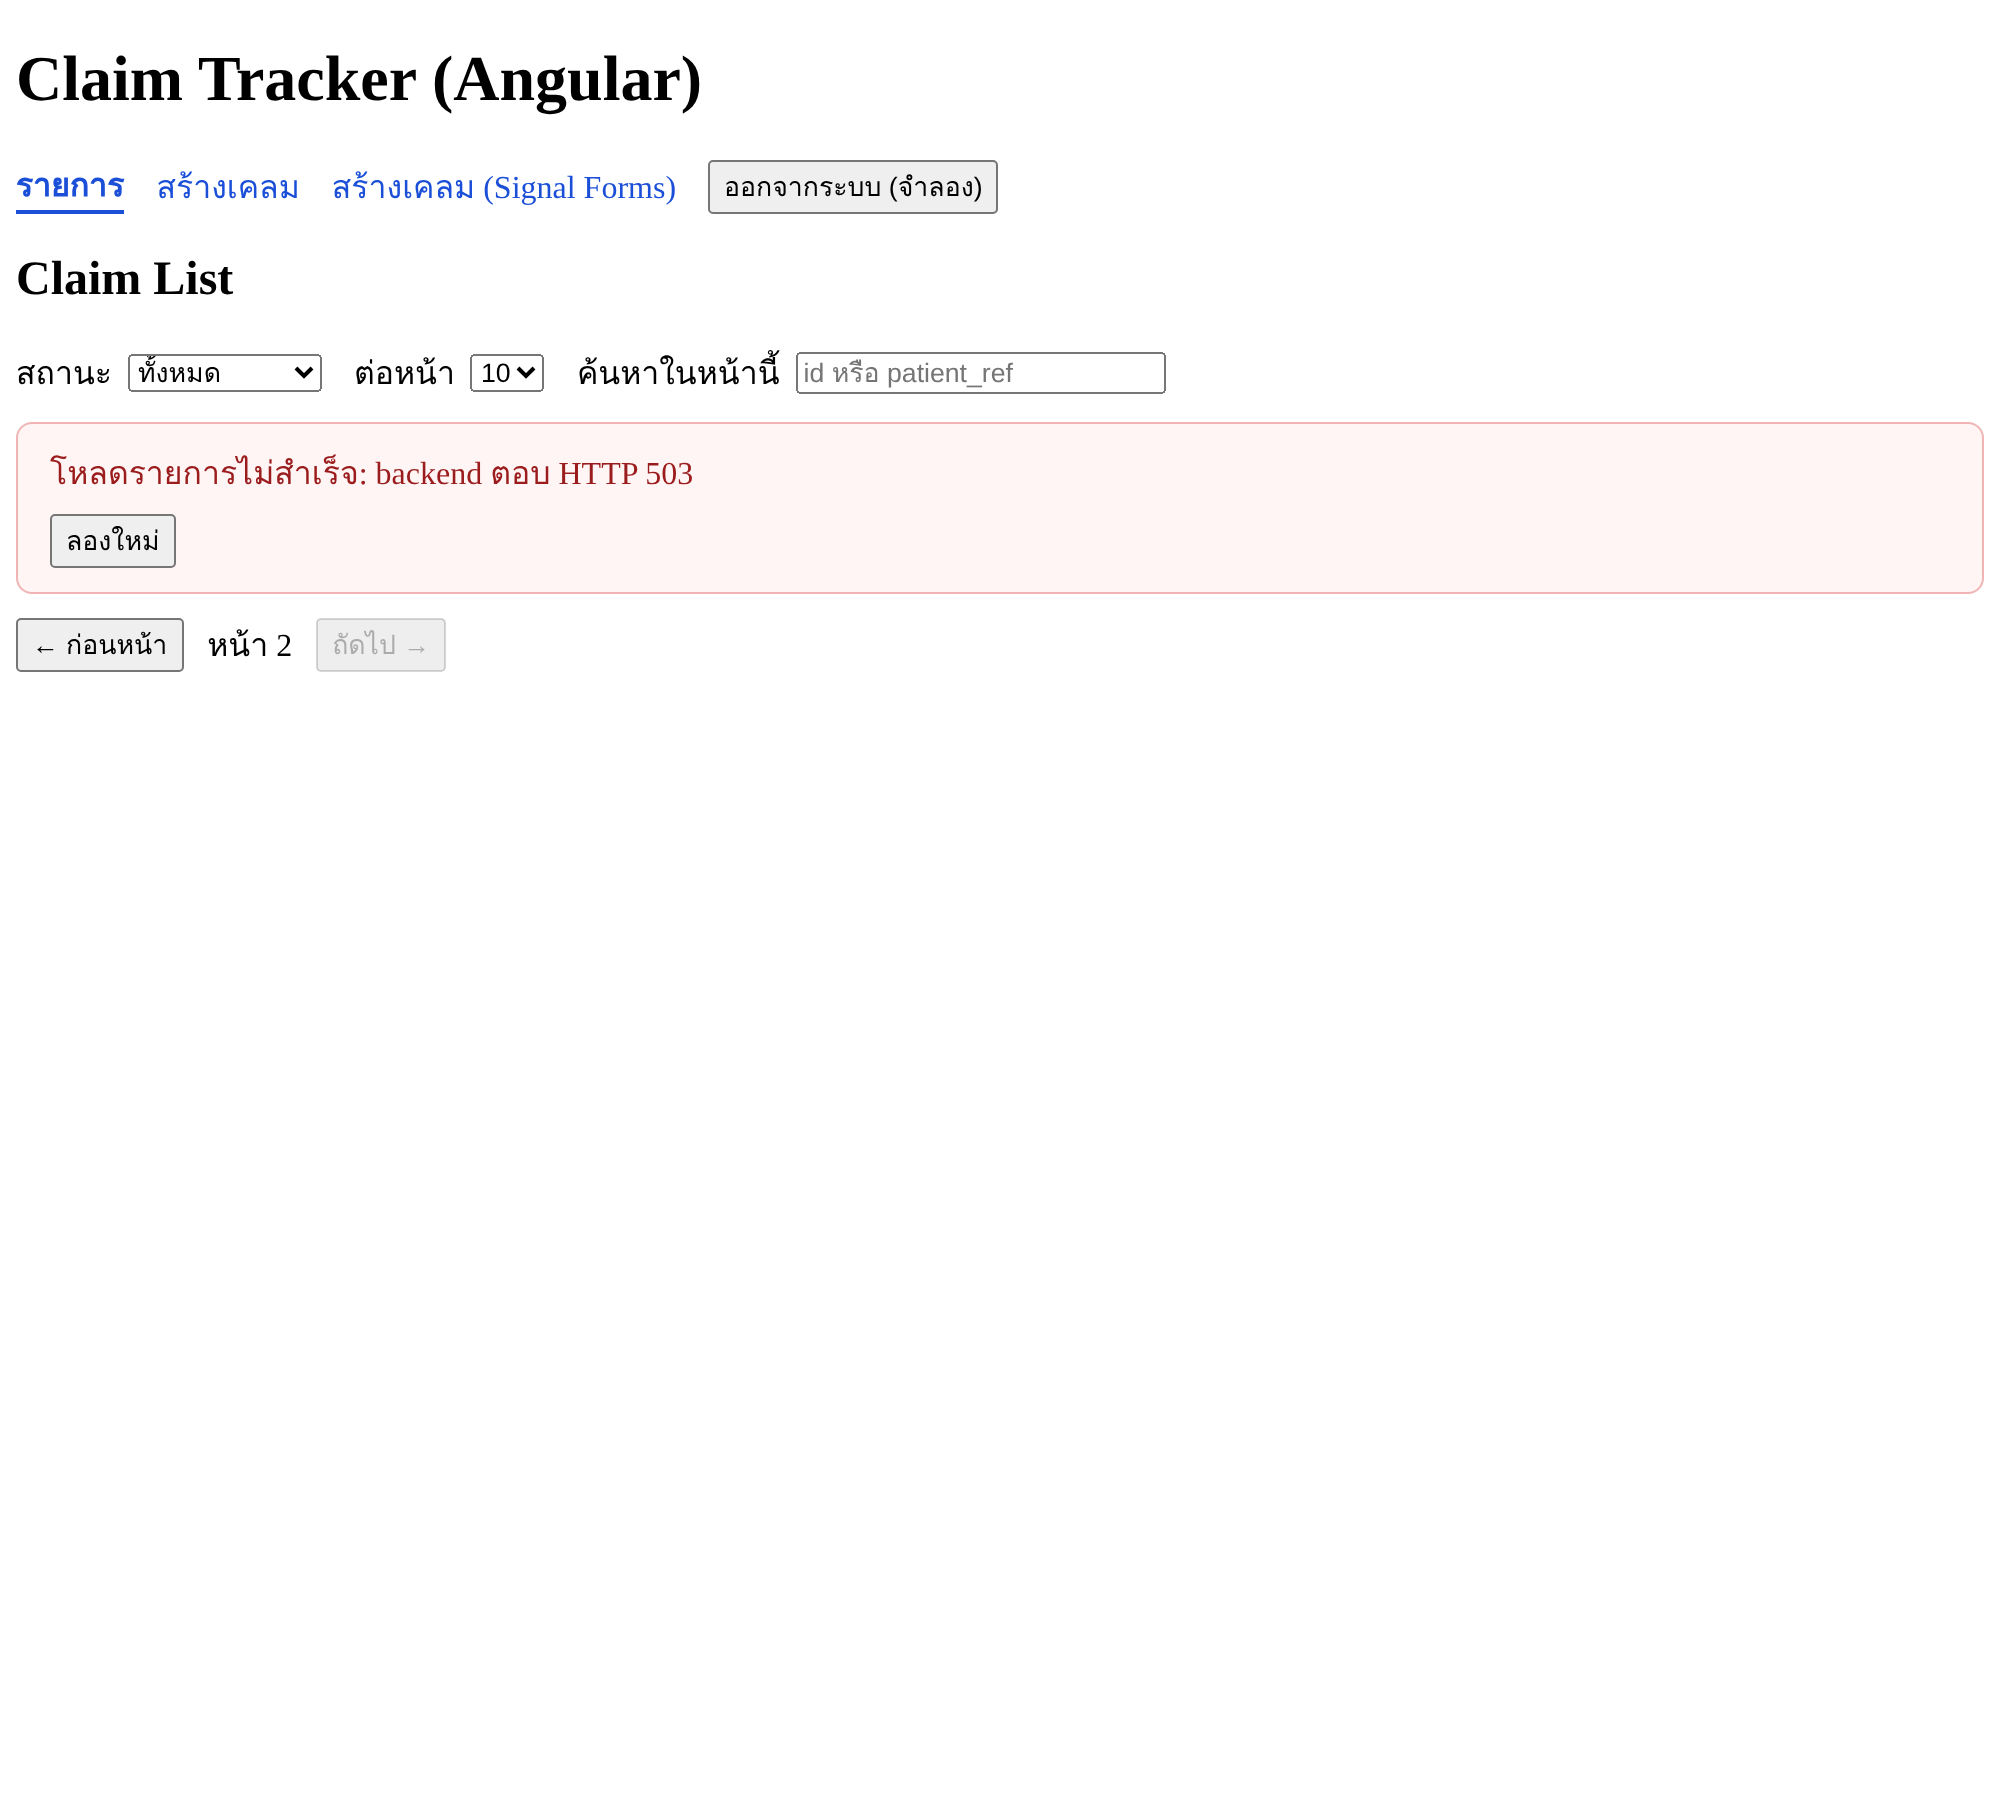 Claim Tracker (Angular)
รายการ สร้างเคลม สร้างเคลม (Signal Forms) ออกจากระบบ (จำลอง)
Claim List
สถานะ ทั้งหมด ต่อหน้า 10 ค้นหาในหน้านี้ id หรือ patient_ref
โหลดรายการไม่สำเร็จ: backend ตอบ HTTP 503
ลองใหม่
← ก่อนหน้า หน้า 2 ถัดไป →